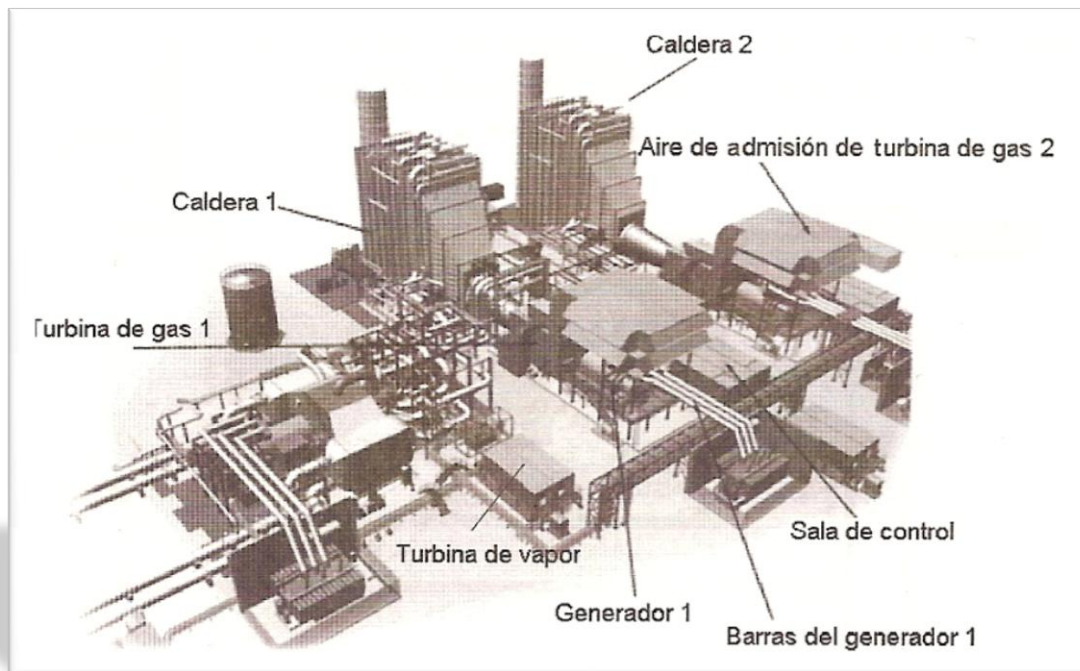 Caldera 2
Aire de admisión de turbina de gas 2
Caldera 1
Turbina de gas 1
Turbina de vapor
Sala de control
Generador 1
Barras del generador 1